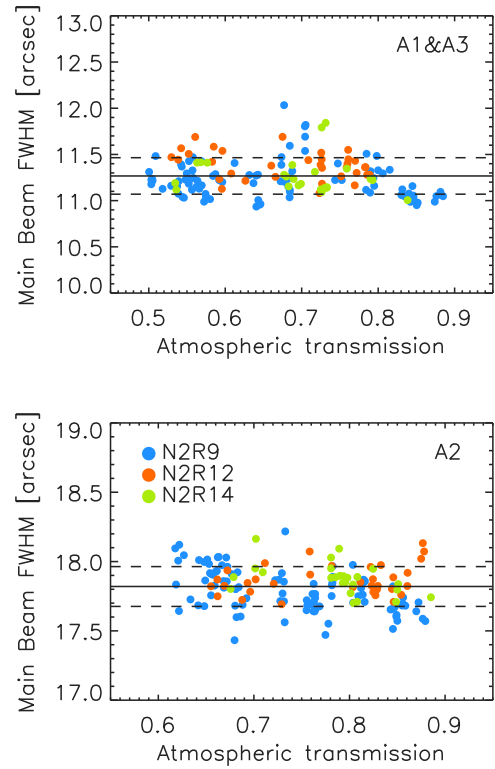 A1&A3
Main Beam FWHM [arcsec]
13.0
12.5
12.0
11.5
11.0
10.5
10.0
0.5 0.6 0.7 0.8 0.9
Atmospheric transmission
A2
N2R9
N2R12
N2R14
Main Beam FWHM [arcsec]
19.0
18.5
18.0
17.5
17.0
0.6 0.7 0.8 0.9
Atmospheric transmission